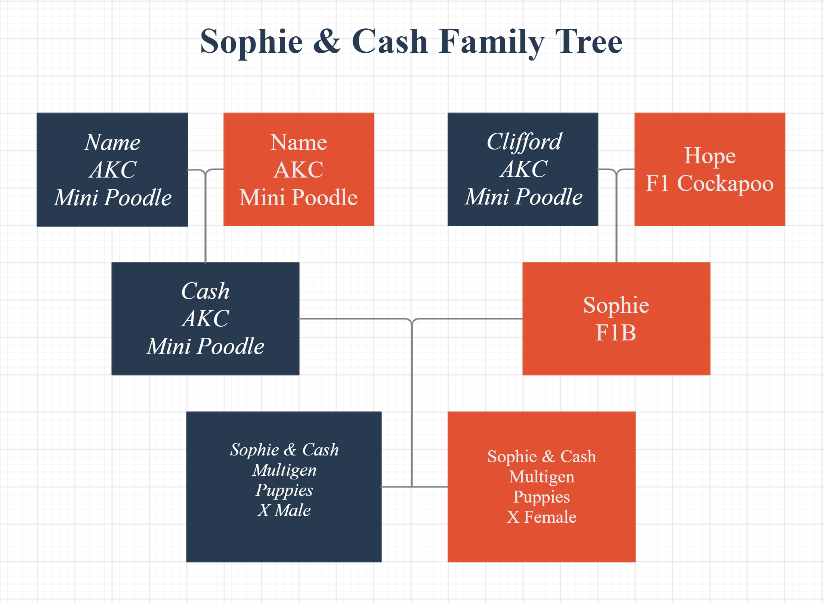 Sophie & Cash Family Tree
Name
AKC
Mini Poodle
Name
AKC
Mini Poodle
Clifford
AKC
Mini Poodle
Hope
F1 Cockapoo
Cash
AKC
Mini Poodle
Sophie
F1B
Sophie & Cash
Multigen
Puppies
X Male
Sophie & Cash
Multigen
Puppies
X Female